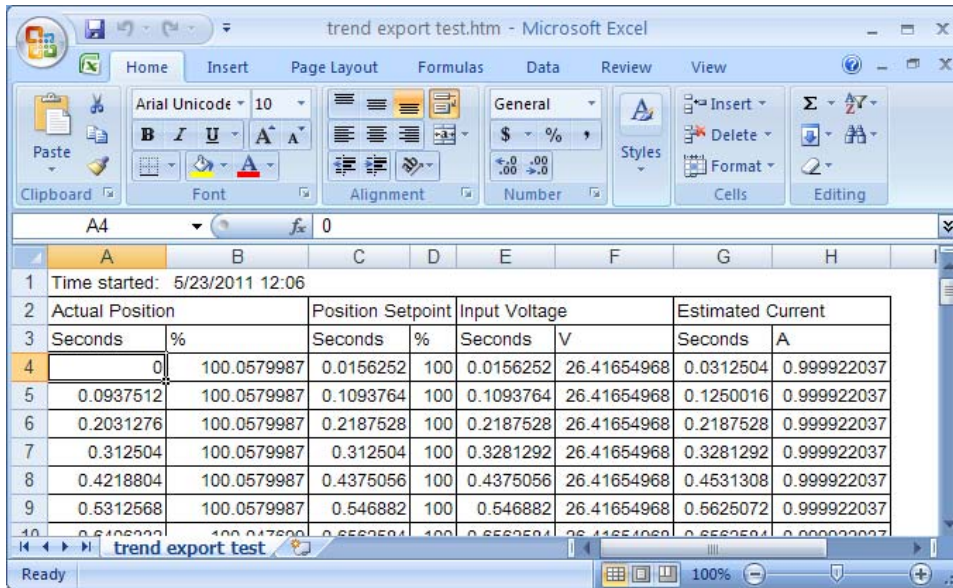 trend export test.htm - Microsoft Excel
Home Insert Page Layout Formulas Data Review View
Arial Unicode 10 General Insert Σ
Paste B I U A A $ % , Styles Delete
A Format
Clipboard Font Alignment Number Cells Editing
A4 fx 0
A B C D E F G H I
1 Time started: 5/23/2011 12:06
2 Actual Position Position Setpoint Input Voltage Estimated Current
3 Seconds % Seconds % Seconds V Seconds A
4 0 100.0579987 0.0156252 100 0.0156252 26.41654968 0.0312504 0.999922037
5 0.0937512 100.0579987 0.1093764 100 0.1093764 26.41654968 0.1250016 0.999922037
6 0.2031276 100.0579987 0.2187528 100 0.2187528 26.41654968 0.2187528 0.999922037
7 0.312504 100.0579987 0.312504 100 0.3281292 26.41654968 0.3281292 0.999922037
8 0.4218804 100.0579987 0.4375056 100 0.4375056 26.41654968 0.4531308 0.999922037
9 0.5312568 100.0579987 0.546882 100 0.546882 26.41654968 0.5625072 0.999922037
10
trend export test
Ready 100%